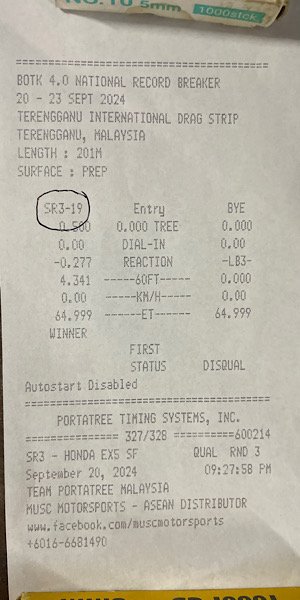 NO.10 5mm 1000stck
====================================
BOTK 4.0 NATIONAL RECORD BREAKER
20 - 23 SEPT 2024
TERENGGANU INTERNATIONAL DRAG STRIP
TERENGGANU, MALAYSIA
LENGTH : 201M
SURFACE : PREP
SR3-19 Entry BYE
0.500 0.000 TREE 0.000
0.00 DIAL-IN 0.00
-0.277 REACTION -LB3-
4.341 -----60FT----- 0.000
0.00 -----KM/H----- 0.00
64.999 ------ET------ 64.999
WINNER
FIRST
STATUS DISQUAL
Autostart Disabled
====================================
PORTATREE TIMING SYSTEMS, INC.
============== 327/328 ==========600214
SR3 - HONDA EX5 SF QUAL RND 3
September 20, 2024 09:27:58 PM
TEAM PORTATREE MALAYSIA
MUSC MOTORSPORTS - ASEAN DISTRIBUTOR
www.facebook.com/muscmotorsports
+6016-6681490